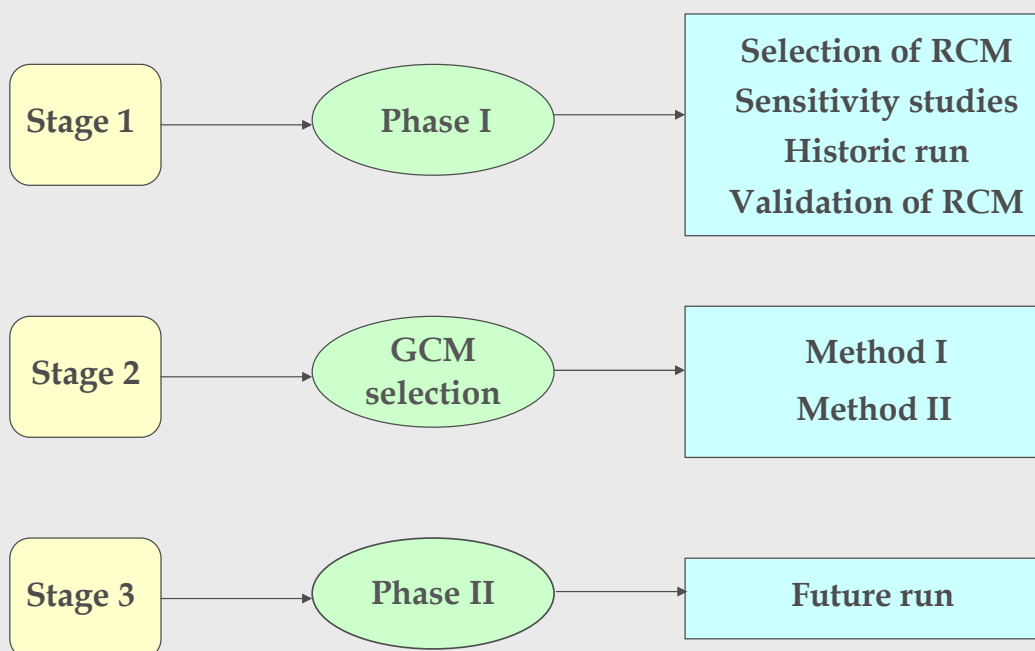 Stage 1
Phase I
Selection of RCM
Sensitivity studies
Historic run
Validation of RCM
Stage 2
GCM
selection
Method I
Method II
Stage 3
Phase II
Future run